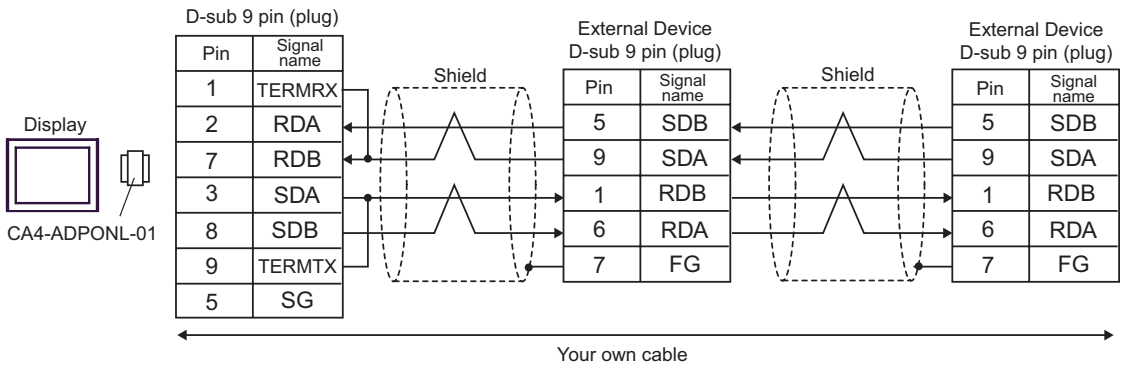 D-sub 9 pin (plug)
Pin Signal name
1 TERMRX
2 RDA
7 RDB
3 SDA
8 SDB
9 TERMTX
5 SG
Display
CA4-ADPONL-01
Shield
External Device
D-sub 9 pin (plug)
Pin Signal name
5 SDB
9 SDA
1 RDB
6 RDA
7 FG
Shield
External Device
D-sub 9 pin (plug)
Pin Signal name
5 SDB
9 SDA
1 RDB
6 RDA
7 FG
Your own cable